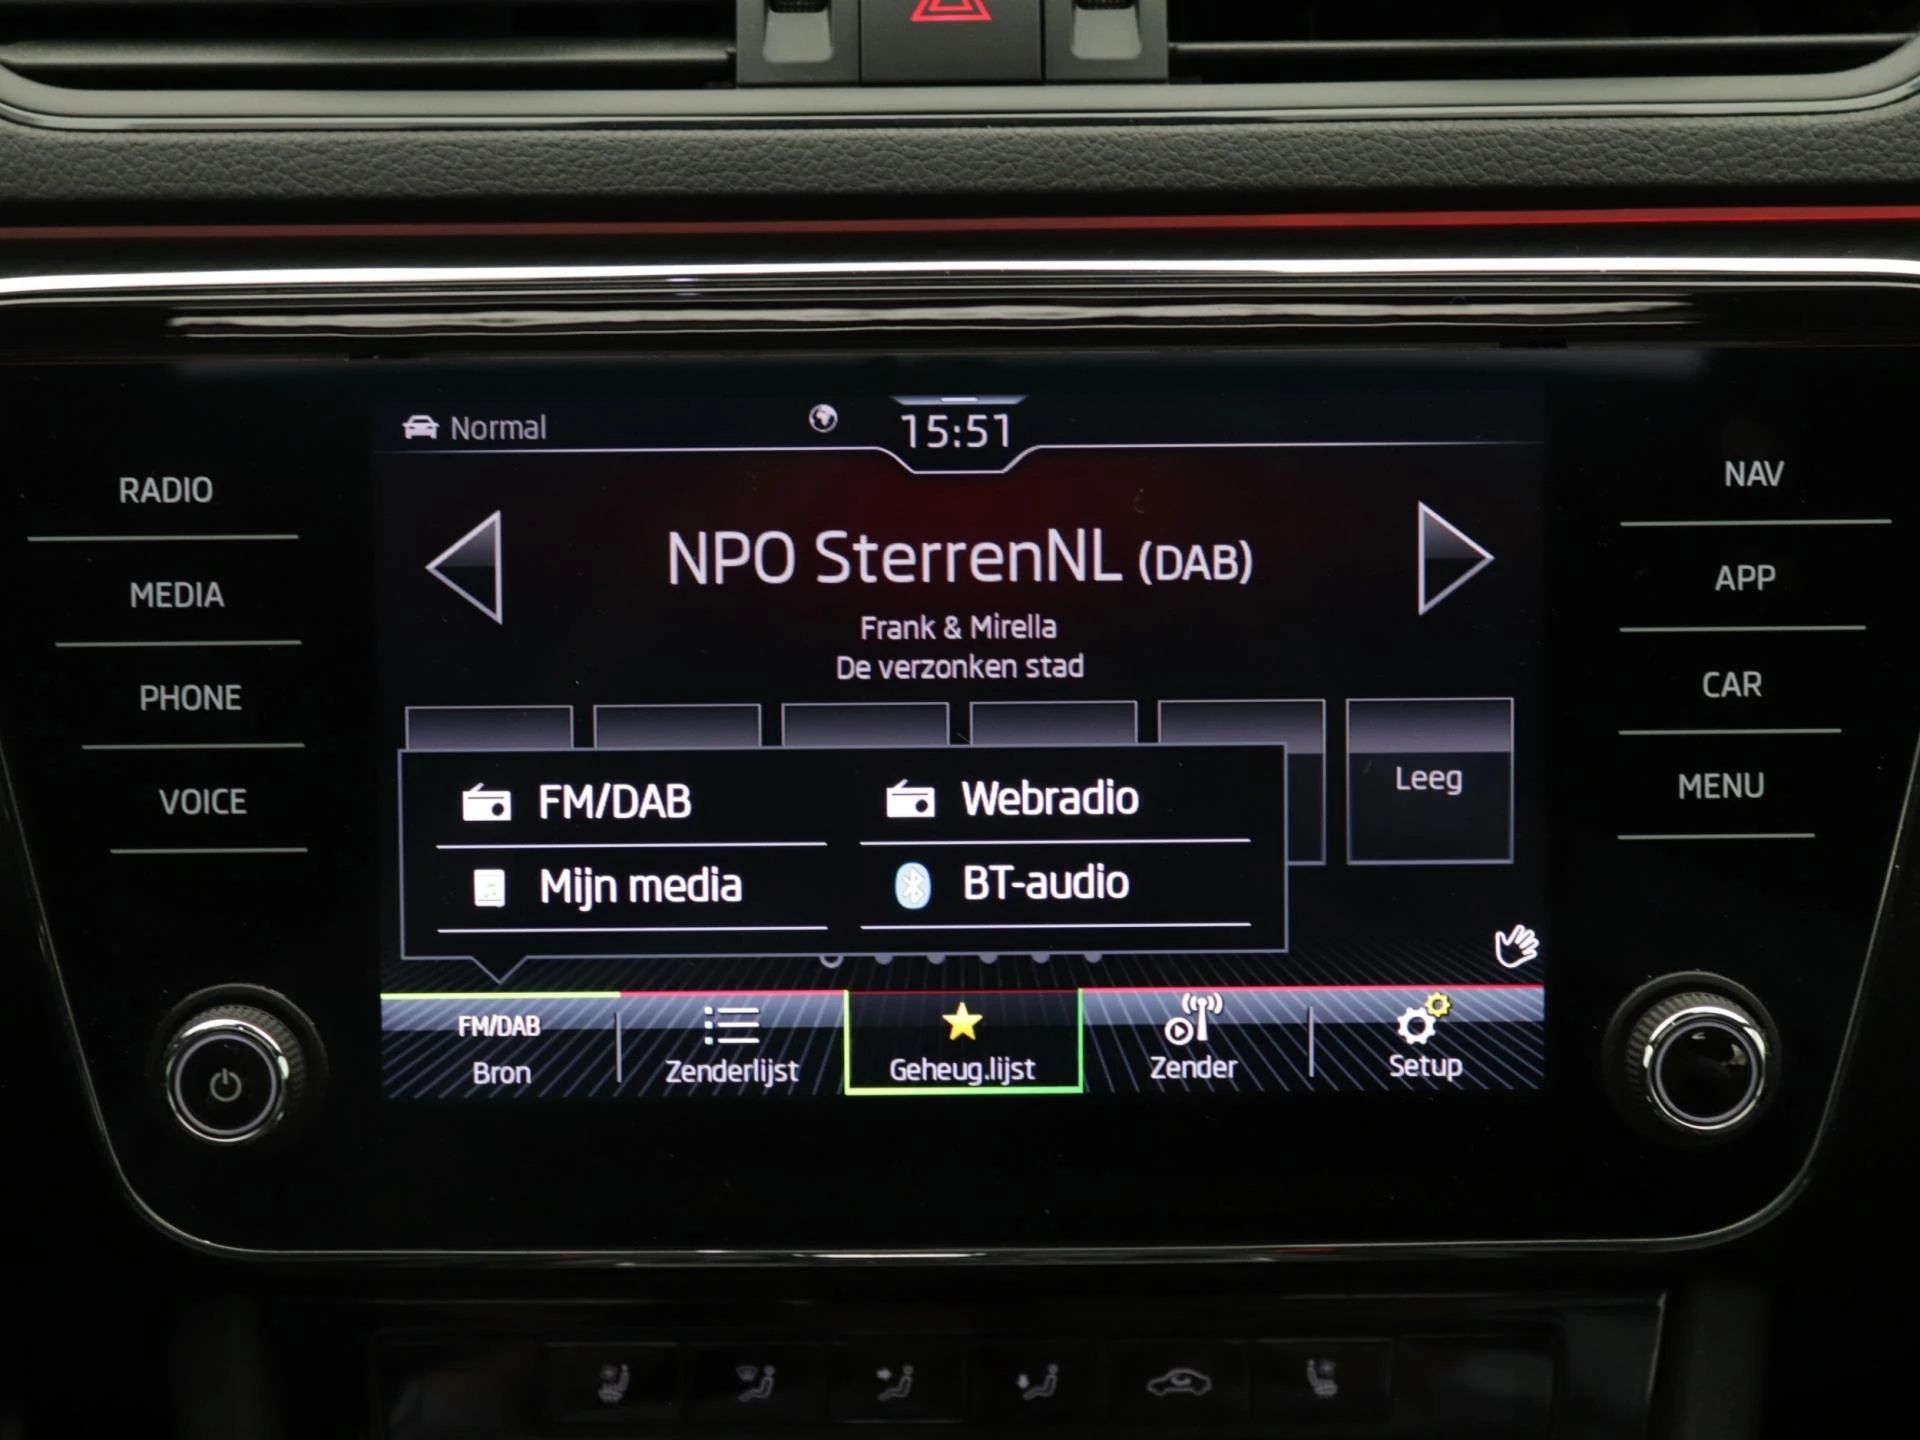 Normal
15:51
RADIO
MEDIA
PHONE
VOICE
NAV
APP
CAR
MENU
NPO SterrenNL (DAB)
Frank & Mirella
De verzonken stad
Leeg
FM/DAB
Webradio
Mijn media
BT-audio
FM/DAB
Bron
Zenderlijst
Geheug.lijst
Zender
Setup